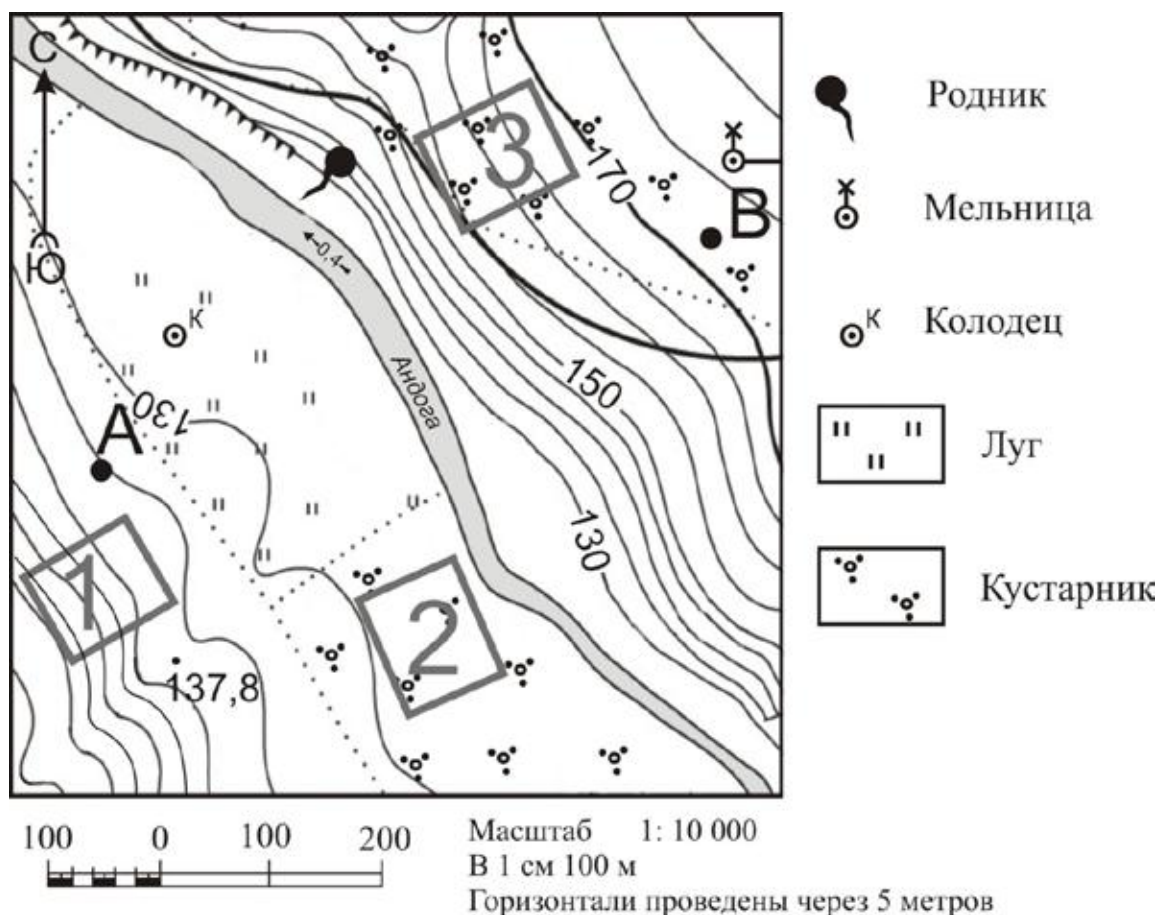 С
3
170
В
Ю
0,4
К
Андога
150
130
А
130
1
2
137,8
Родник
Мельница
К
Колодец
Луг
Кустарник
100 0 100 200
Масштаб 1: 10 000
В 1 см 100 м
Горизонтали проведены через 5 метров